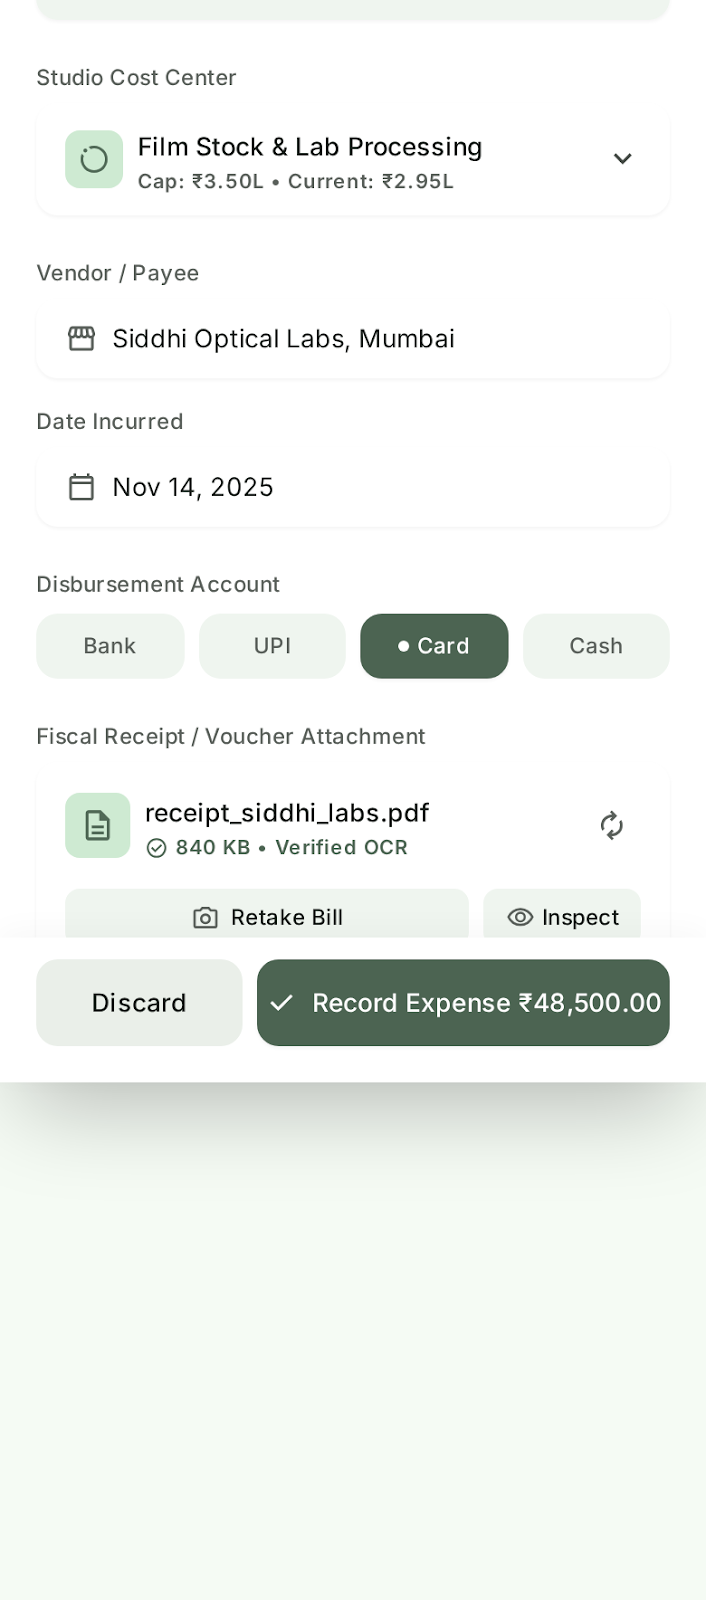 Studio Cost Center
Film Stock & Lab Processing
Cap: ₹3.50L • Current: ₹2.95L
Vendor / Payee
Siddhi Optical Labs, Mumbai
Date Incurred
Nov 14, 2025
Disbursement Account
Bank
UPI
Card
Cash
Fiscal Receipt / Voucher Attachment
receipt_siddhi_labs.pdf
840 KB • Verified OCR
Retake Bill
Inspect
Discard
Record Expense ₹48,500.00